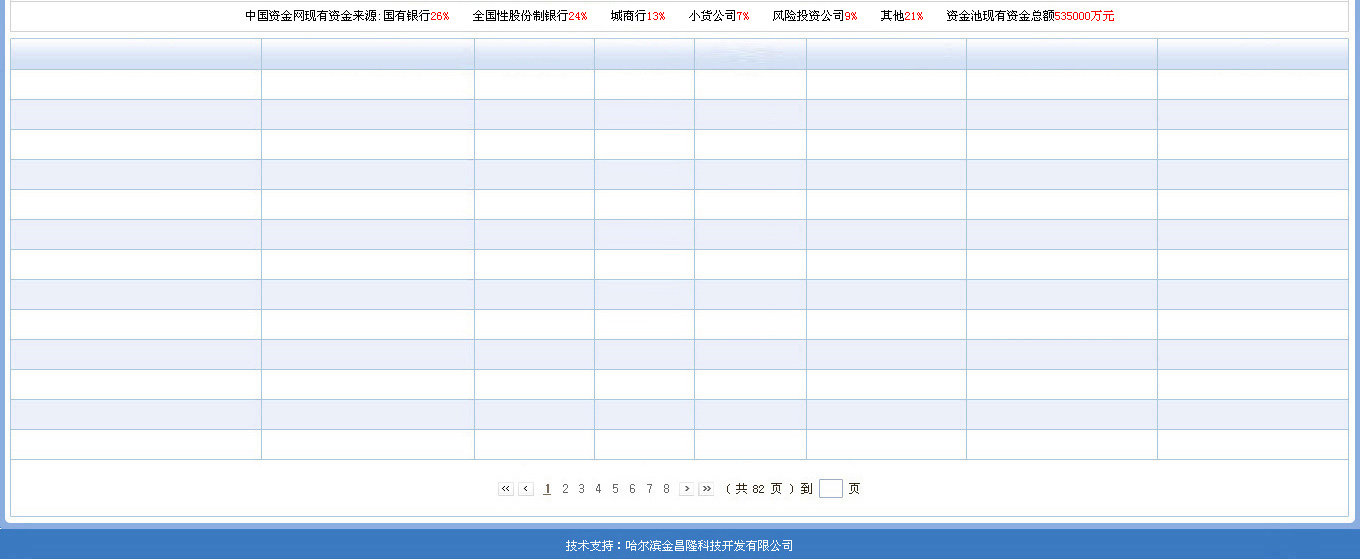 中国资金网现有资金来源:国有银行26% 全国性股份制银行24% 城商行13% 小货公司7% 风险投资公司9% 其他21% 资金池现有资金总额535000万元
« ‹ 1 2 3 4 5 6 7 8 › » ( 共 82 页 ) 到 页
技术支持：哈尔滨金昌隆科技开发有限公司